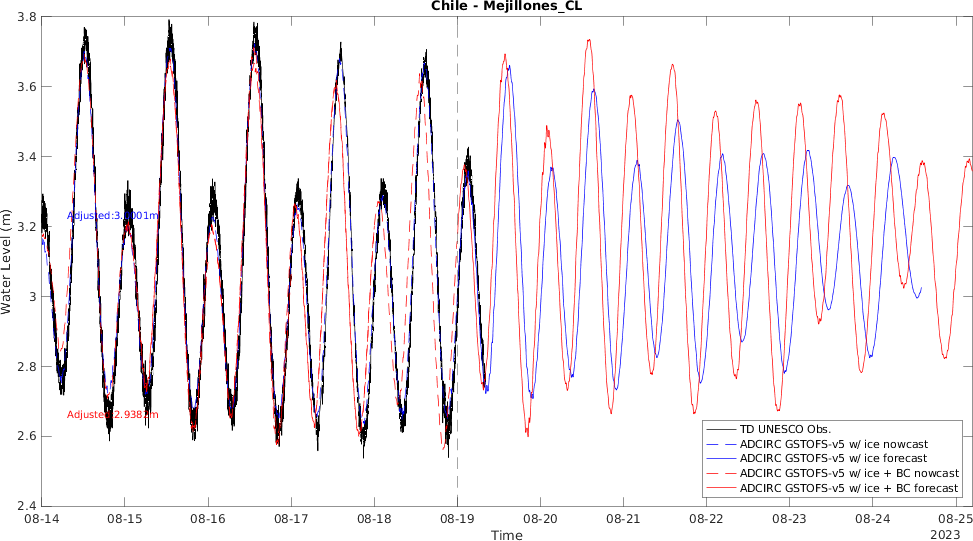 Chile - Mejillones_CL
3.8
3.6
3.4
3.2
3
2.8
2.6
2.4
Water Level (m)
Adjusted:
Adjusted:2.938
TD UNESCO Obs.
ADCIRC GSTOFS-v5 w/ ice nowcast
ADCIRC GSTOFS-v5 w/ ice forecast
ADCIRC GSTOFS-v5 w/ ice + BC nowcast
ADCIRC GSTOFS-v5 w/ ice + BC forecast
08-14 08-15 08-16 08-17 08-18 08-19 08-20 08-21 08-22 08-23 08-24 08-25
Time
2023